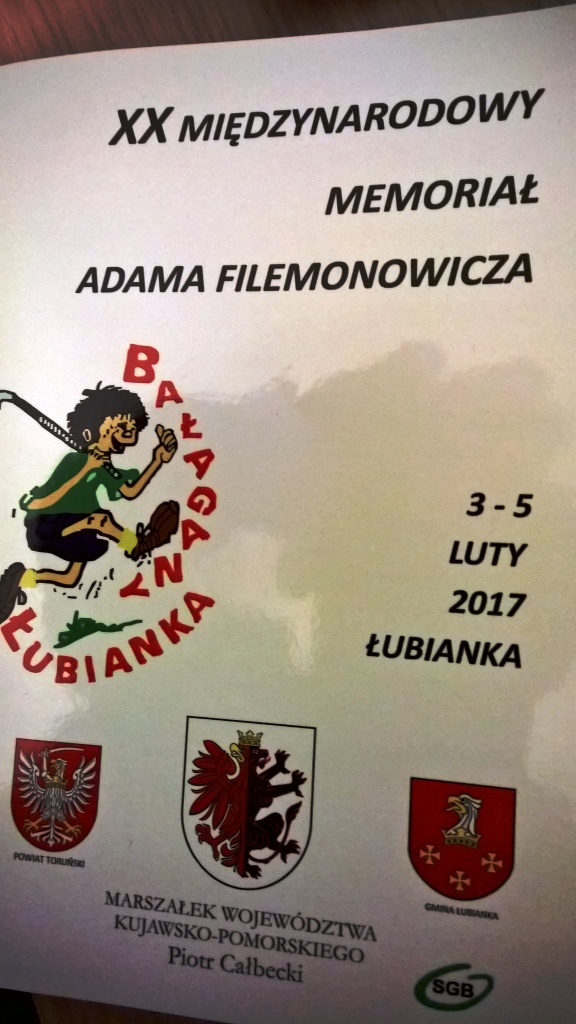 XX MIĘDZYNARODOWY
MEMORIAŁ
ADAMA FILEMONOWICZA
BAŁAGANY
ŁUBIANKA
3 - 5
LUTY
2017
ŁUBIANKA
POWIAT TORUŃSKI
MARSZAŁEK WOJEWÓDZTWA
KUJAWSKO-POMORSKIEGO
Piotr Całbecki
GMINA ŁUBIANKA
SGB